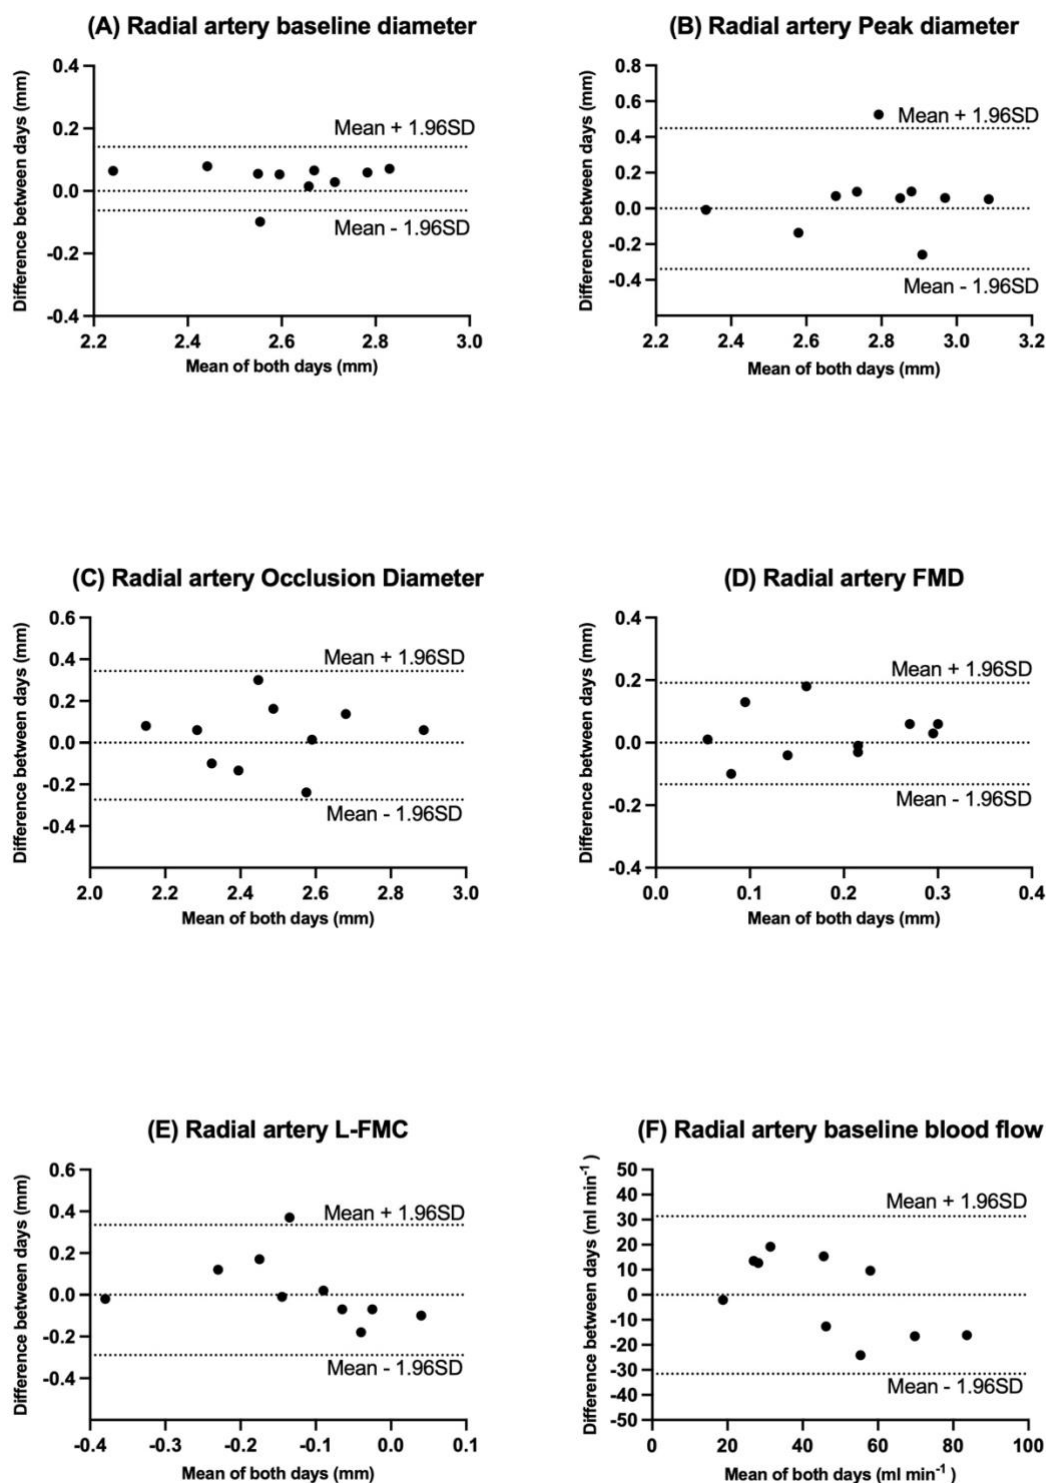 (A) Radial artery baseline diameter
Difference between days (mm)
0.4
0.2
0.0
-0.2
-0.4
Mean + 1.96SD
Mean - 1.96SD
2.2 2.4 2.6 2.8 3.0
Mean of both days (mm)
(B) Radial artery Peak diameter
Difference between days (mm)
0.8
0.6
0.4
0.2
0.0
-0.2
-0.4
Mean + 1.96SD
Mean - 1.96SD
2.2 2.4 2.6 2.8 3.0 3.2
Mean of both days (mm)
(C) Radial artery Occlusion Diameter
Difference between days (mm)
0.6
0.4
0.2
0.0
-0.2
-0.4
Mean + 1.96SD
Mean - 1.96SD
2.0 2.2 2.4 2.6 2.8 3.0
Mean of both days (mm)
(D) Radial artery FMD
Difference between days (mm)
0.4
0.2
0.0
-0.2
-0.4
Mean + 1.96SD
Mean - 1.96SD
0.0 0.1 0.2 0.3 0.4
Mean of both days (mm)
(E) Radial artery L-FMC
Difference between days (mm)
0.6
0.4
0.2
0.0
-0.2
-0.4
Mean + 1.96SD
Mean - 1.96SD
-0.4 -0.3 -0.2 -0.1 0.0 0.1
Mean of both days (mm)
(F) Radial artery baseline blood flow
Difference between days (ml min⁻¹ )
50
40
30
20
10
0
-10
-20
-30
-40
-50
Mean + 1.96SD
Mean - 1.96SD
0 20 40 60 80 100
Mean of both days (ml min⁻¹ )